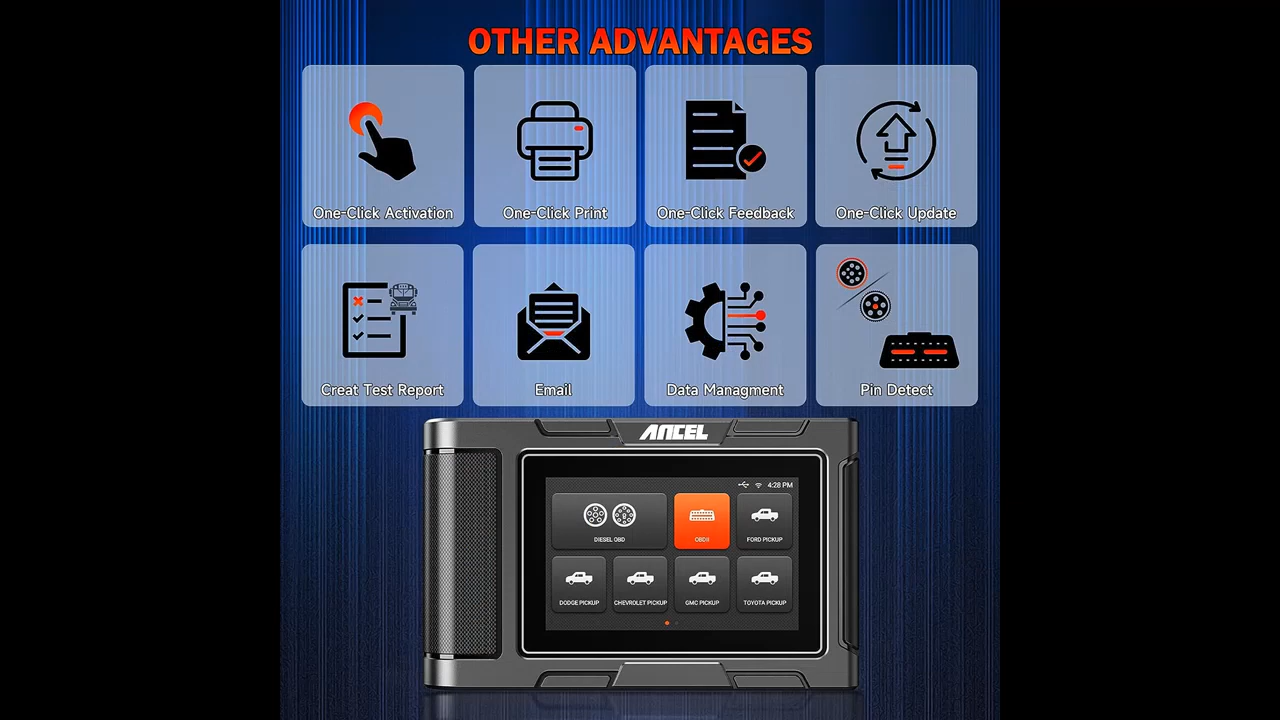 OTHER ADVANTAGES
One-Click Activation
One-Click Print
One-Click Feedback
One-Click Update
Creat Test Report
Email
Data Managment
Pin Detect
ANCEL
4:28 PM
DIESEL OBD
OBDII
FORD PICKUP
DODGE PICKUP
CHEVROLET PICKUP
GMC PICKUP
TOYOTA PICKUP